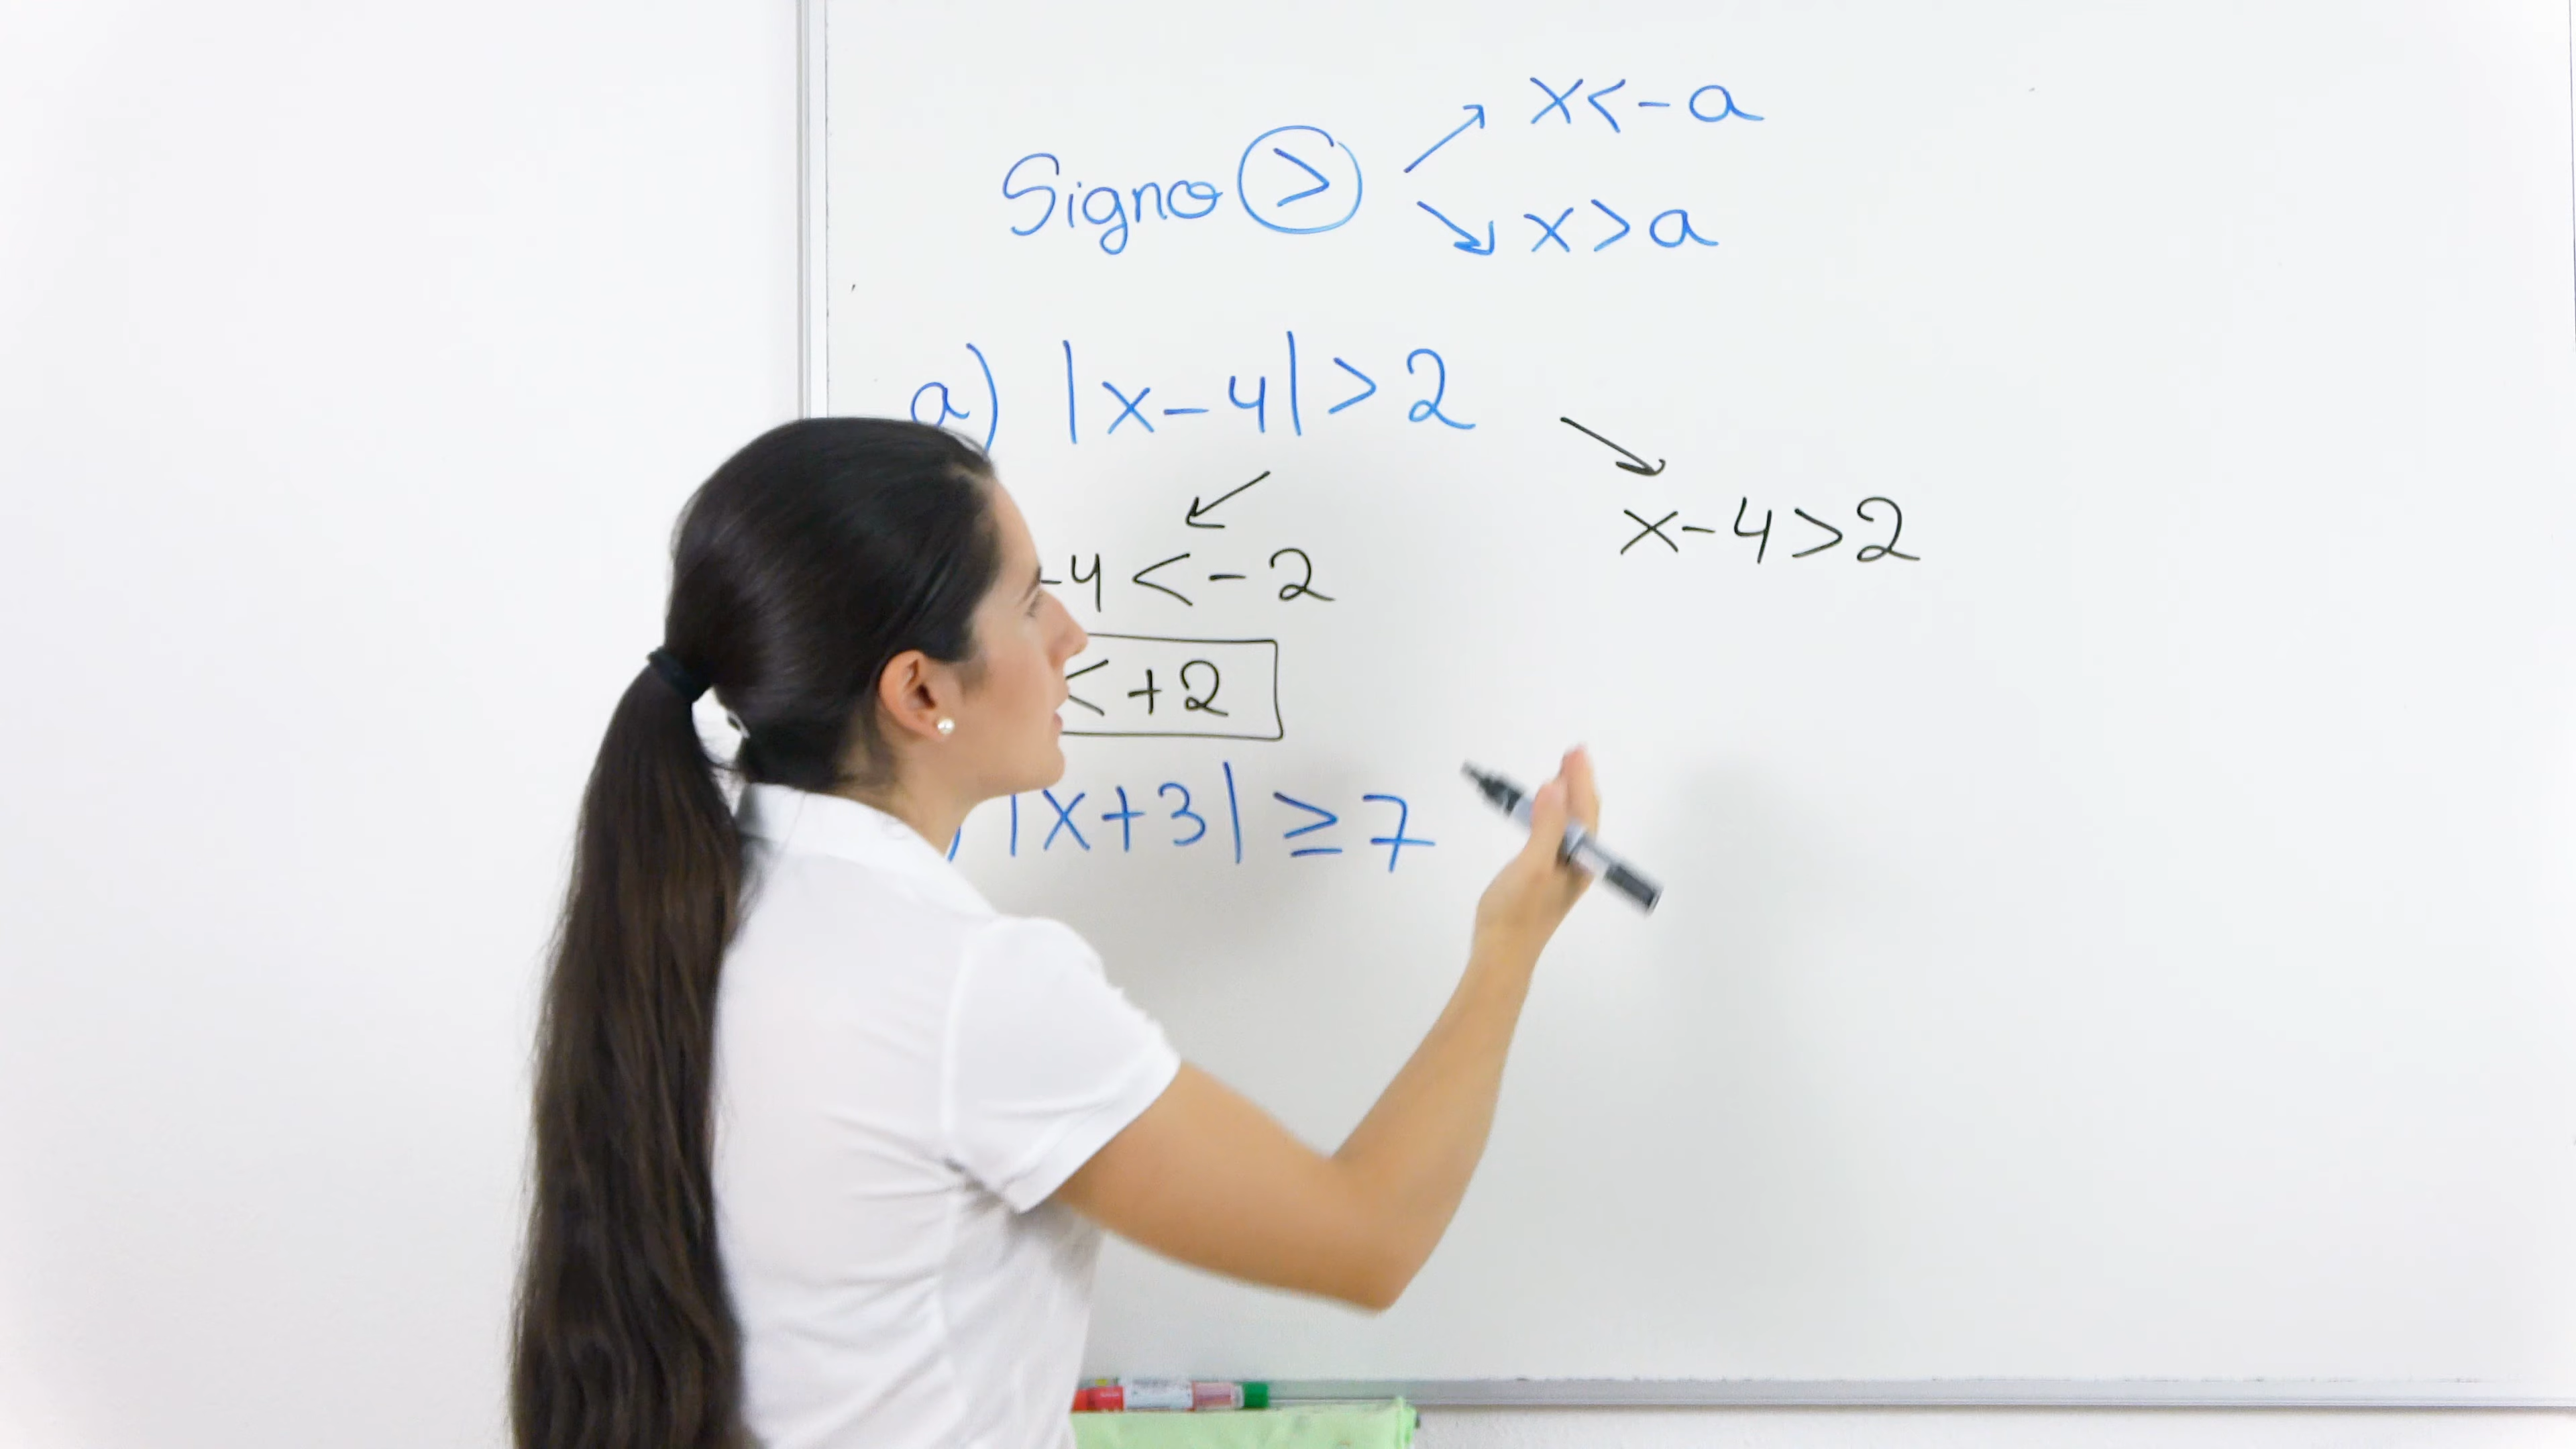 x<-a
Signo >
x>a
a) |x-4|>2
x-4>2
-4<-2
<+2
) |x+3|≥7